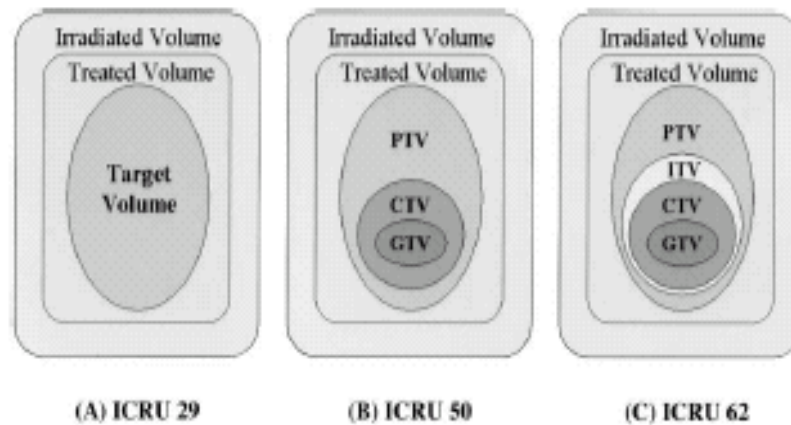 Irradiated Volume
Treated Volume
Target
Volume
(A) ICRU 29
Irradiated Volume
Treated Volume
PTV
CTV
GTV
(B) ICRU 50
Irradiated Volume
Treated Volume
PTV
ITV
CTV
GTV
(C) ICRU 62